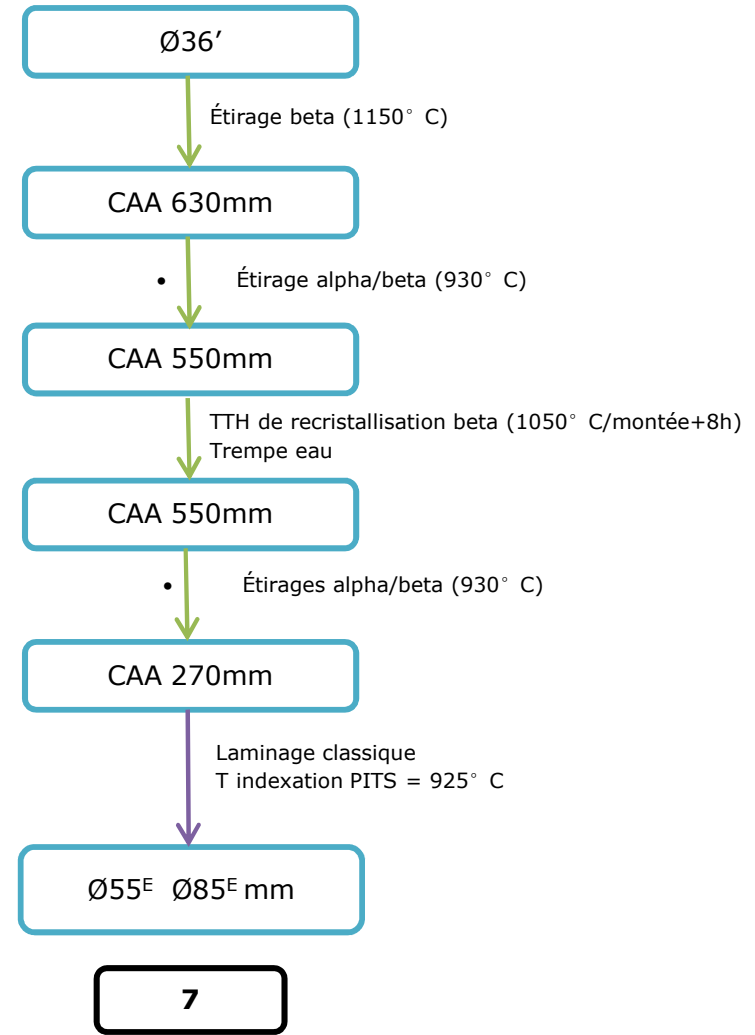 Ø36′
Étirage beta (1150° C)
CAA 630mm
• Étirage alpha/beta (930° C)
CAA 550mm
TTH de recristallisation beta (1050° C/montée+8h)
Trempe eau
CAA 550mm
• Étirages alpha/beta (930° C)
CAA 270mm
Laminage classique
T indexation PITS = 925° C
Ø55ᴱ Ø85ᴱ mm
7